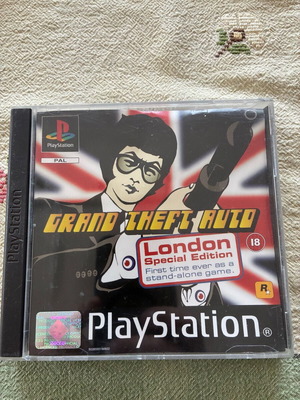 PlayStation
PAL
PlayStation
GRAND THEFT AUTO
London
Special Edition
First time ever as a
stand-alone game.
18
R
PlayStation®